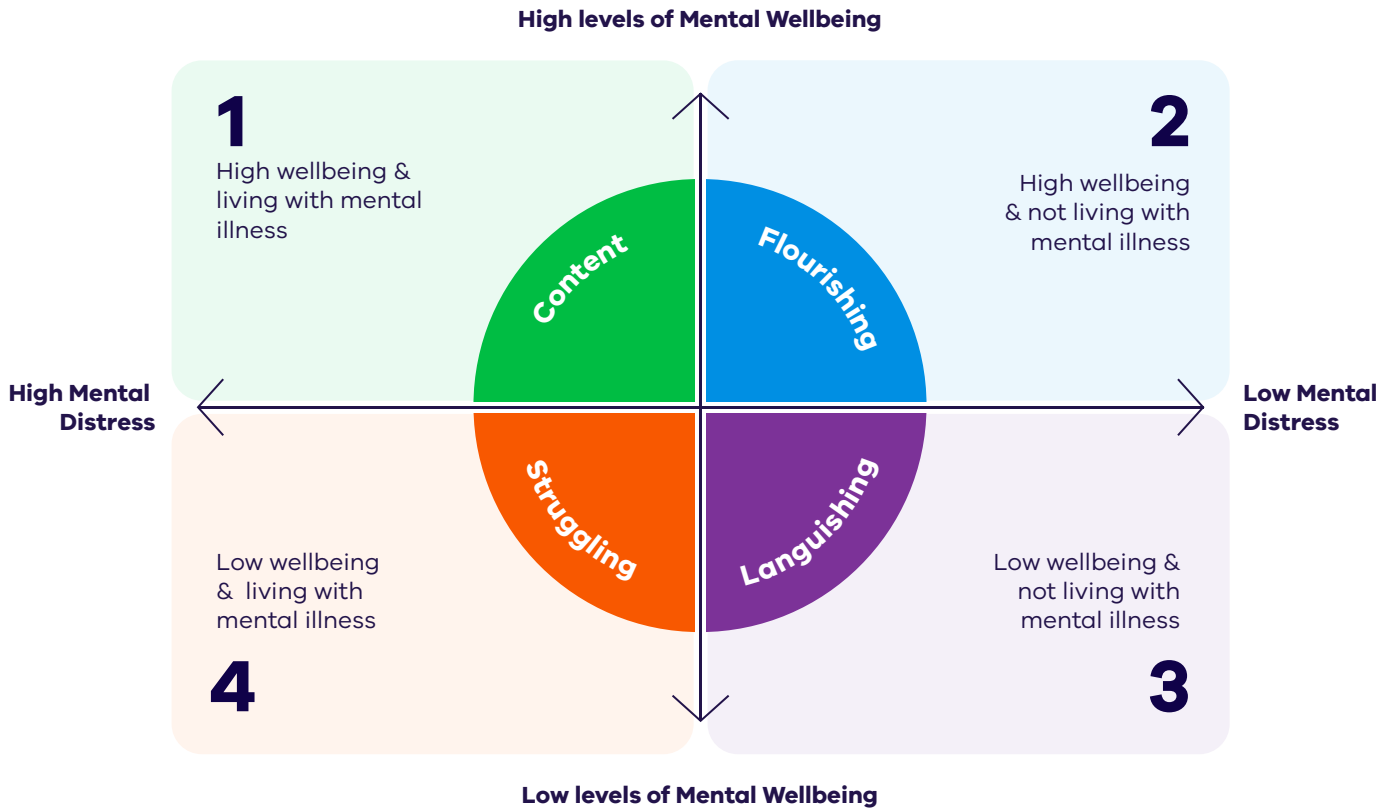 High levels of Mental Wellbeing
1
High wellbeing &
living with mental
illness
2
High wellbeing
& not living with
mental illness
Content
Flourishing
High Mental
Distress
Low Mental
Distress
Struggling
Languishing
Low wellbeing
& living with
mental illness
4
Low wellbeing &
not living with
mental illness
3
Low levels of Mental Wellbeing